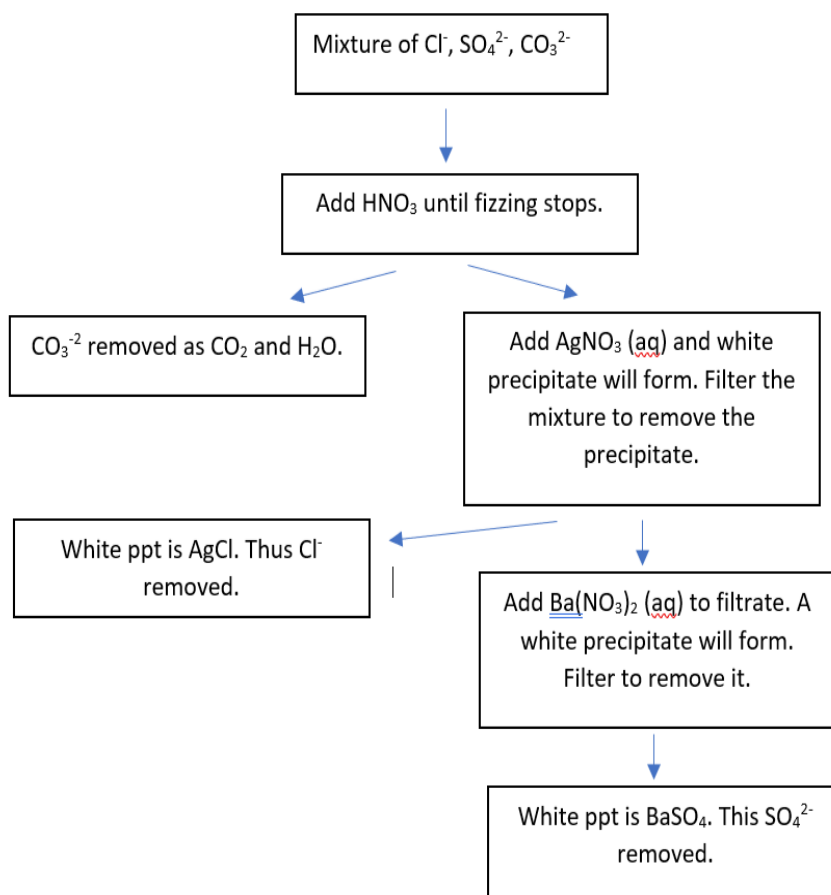 Mixture of Cl⁻, SO₄²⁻, CO₃²⁻
Add HNO₃ until fizzing stops.
CO₃⁻² removed as CO₂ and H₂O.
Add AgNO₃ (aq) and white
precipitate will form. Filter the
mixture to remove the
precipitate.
White ppt is AgCl. Thus Cl⁻
removed.
Add Ba(NO₃)₂ (aq) to filtrate. A
white precipitate will form.
Filter to remove it.
White ppt is BaSO₄. This SO₄²⁻
removed.